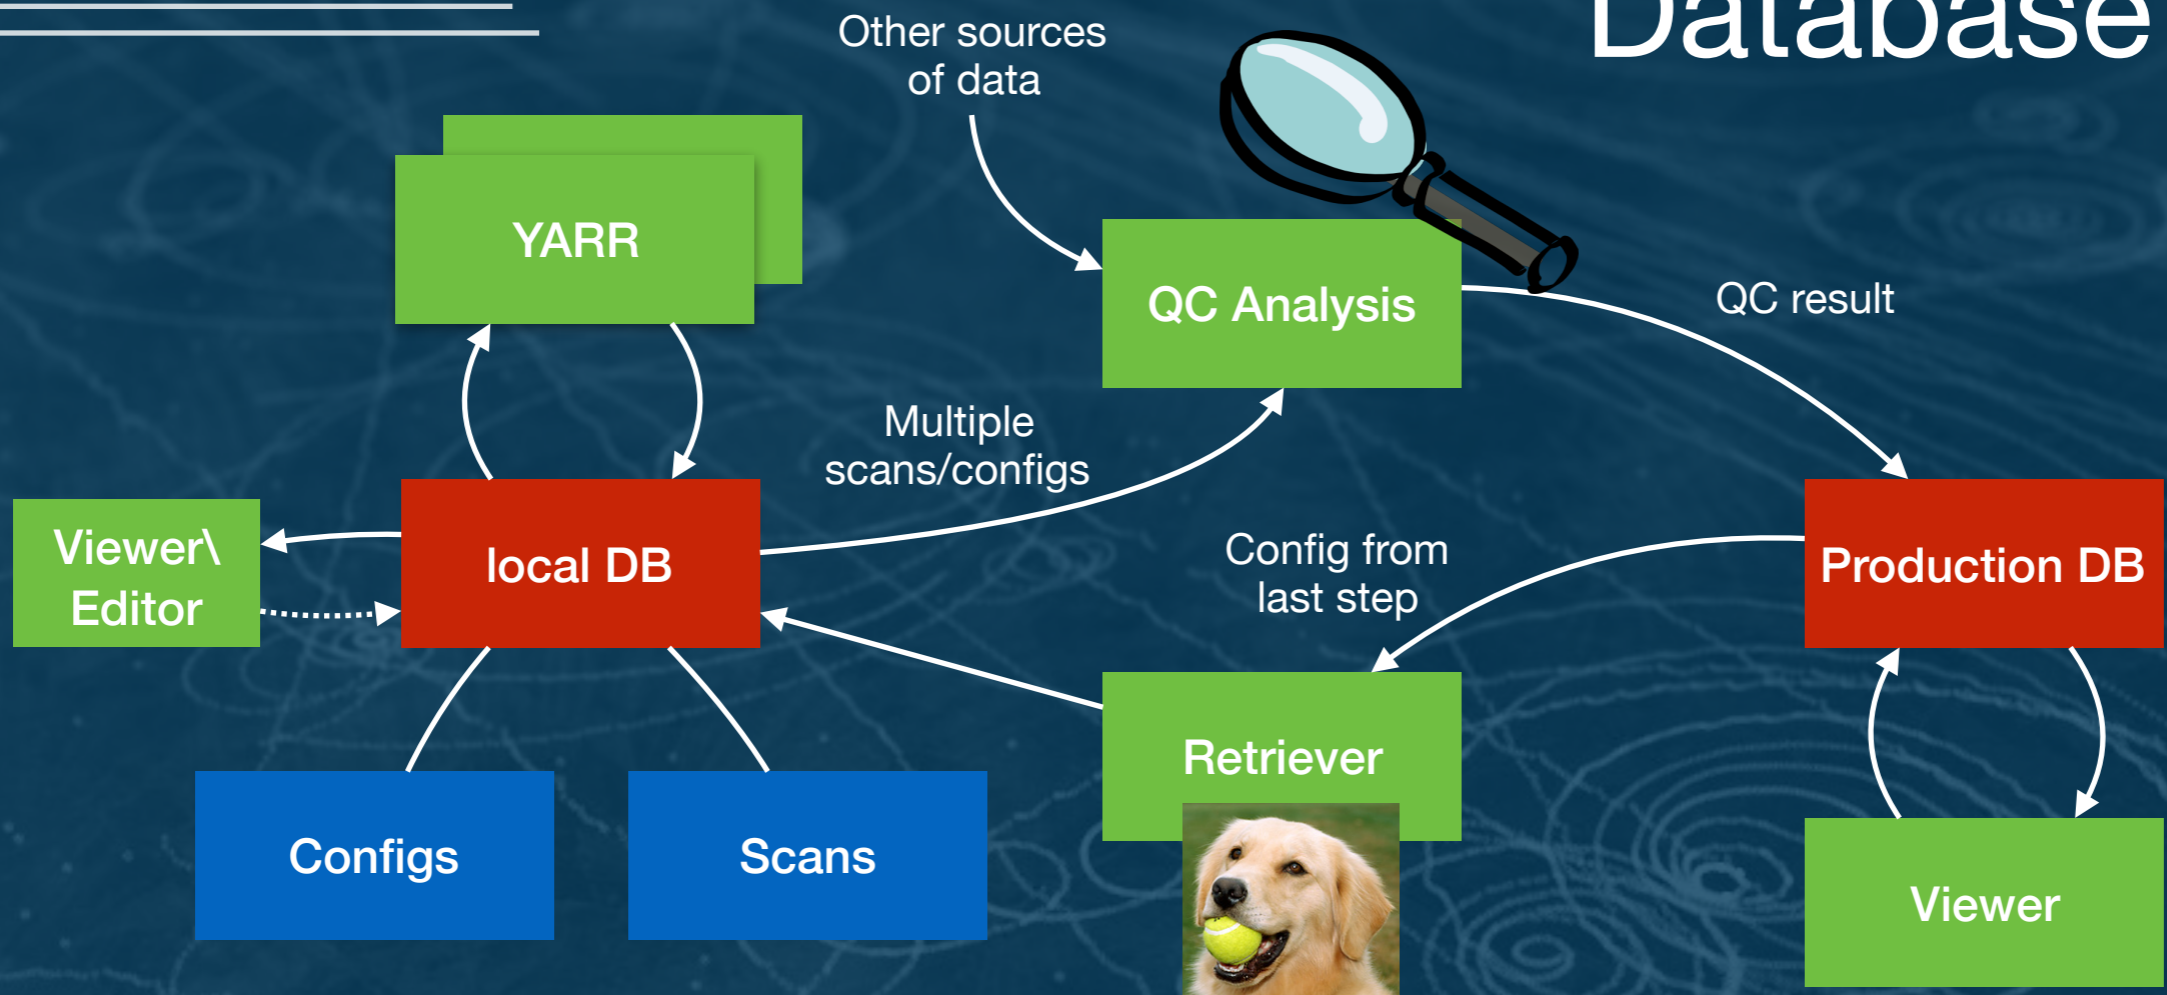 Database
Other sources
of data
YARR
QC Analysis
QC result
Multiple
scans/configs
Viewer\
Editor
local DB
Config from
last step
Production DB
Retriever
Configs
Scans
Viewer